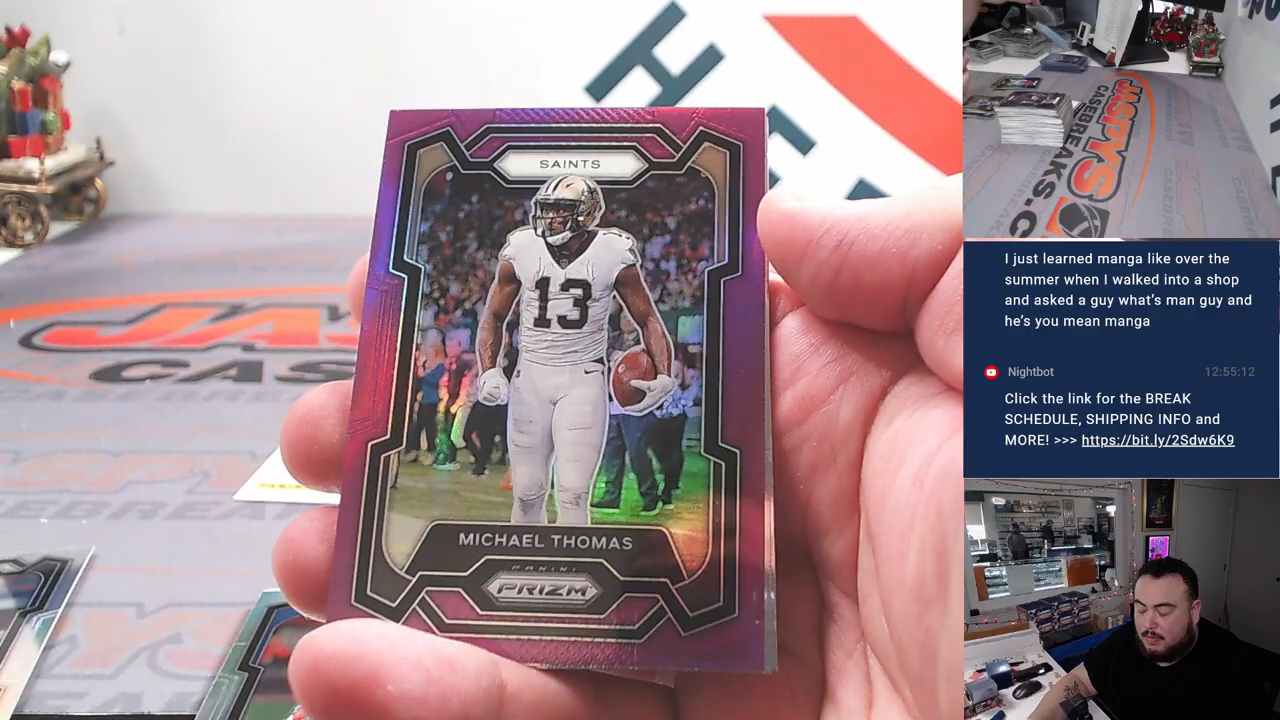 SAINTS
13
MICHAEL THOMAS
PANINI
PRIZM
JASPYS
CASEBREAKS.C
I just learned manga like over the
summer when I walked into a shop
and asked a guy what’s man guy and
he’s you mean manga
Nightbot 12:55:12
Click the link for the BREAK
SCHEDULE, SHIPPING INFO and
MORE! >>> https://bit.ly/2Sdw6K9